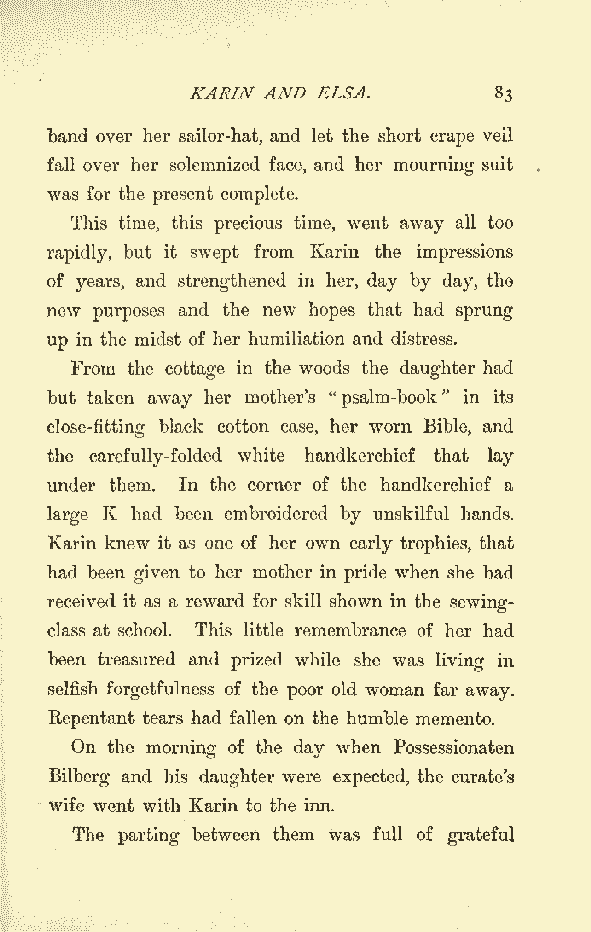 KARIN AND ELSA. 83
band over her sailor-hat, and let the short crape veil
fall over her solemnized face, and her mourning suit
was for the present complete.
This time, this precious time, went away all too
rapidly, but it swept from Karin the impressions
of years, and strengthened in her, day by day, the
new purposes and the new hopes that had sprung
up in the midst of her humiliation and distress.
From the cottage in the woods the daughter had
but taken away her mother's "psalm-book" in its
close-fitting black cotton case, her worn Bible, and
the carefully-folded white handkerchief that lay
under them. In the corner of the handkerchief a
large K had been embroidered by unskilful hands.
Karin knew it as one of her own early trophies, that
had been given to her mother in pride when she had
received it as a reward for skill shown in the sewing-
class at school. This little remembrance of her had
been treasured and prized while she was living in
selfish forgetfulness of the poor old woman far away.
Repentant tears had fallen on the humble memento.
On the morning of the day when Possessionaten
Bilberg and his daughter were expected, the curate's
wife went with Karin to the inn.
The parting between them was full of grateful